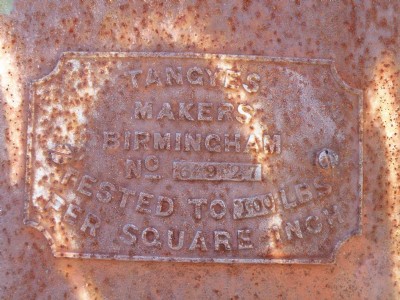 TANGYES
MAKERS
BIRMINGHAM
No
TESTED TO 100 LBS
PER SQUARE INCH